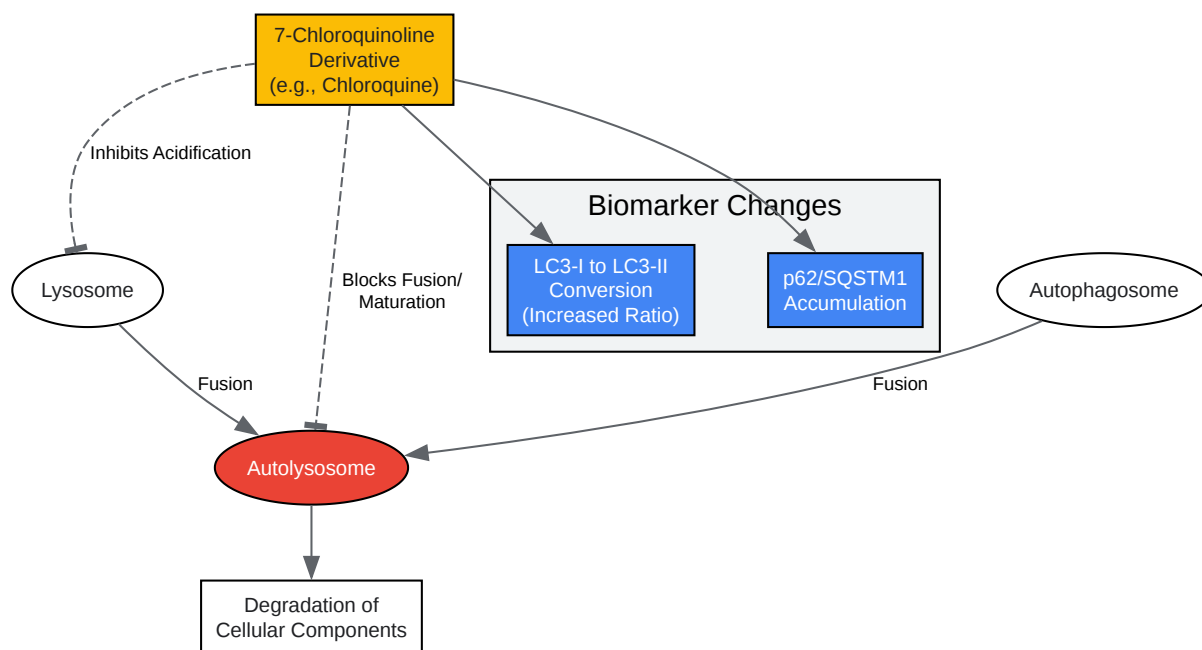 7-Chloroquinoline
Derivative
(e.g., Chloroquine)
Inhibits Acidification
Biomarker Changes
LC3-I to LC3-II
Conversion
(Increased Ratio)
p62/SQSTM1
Accumulation
Lysosome
Blocks Fusion/
Maturation
Autophagosome
Fusion
Fusion
Autolysosome
Degradation of
Cellular Components